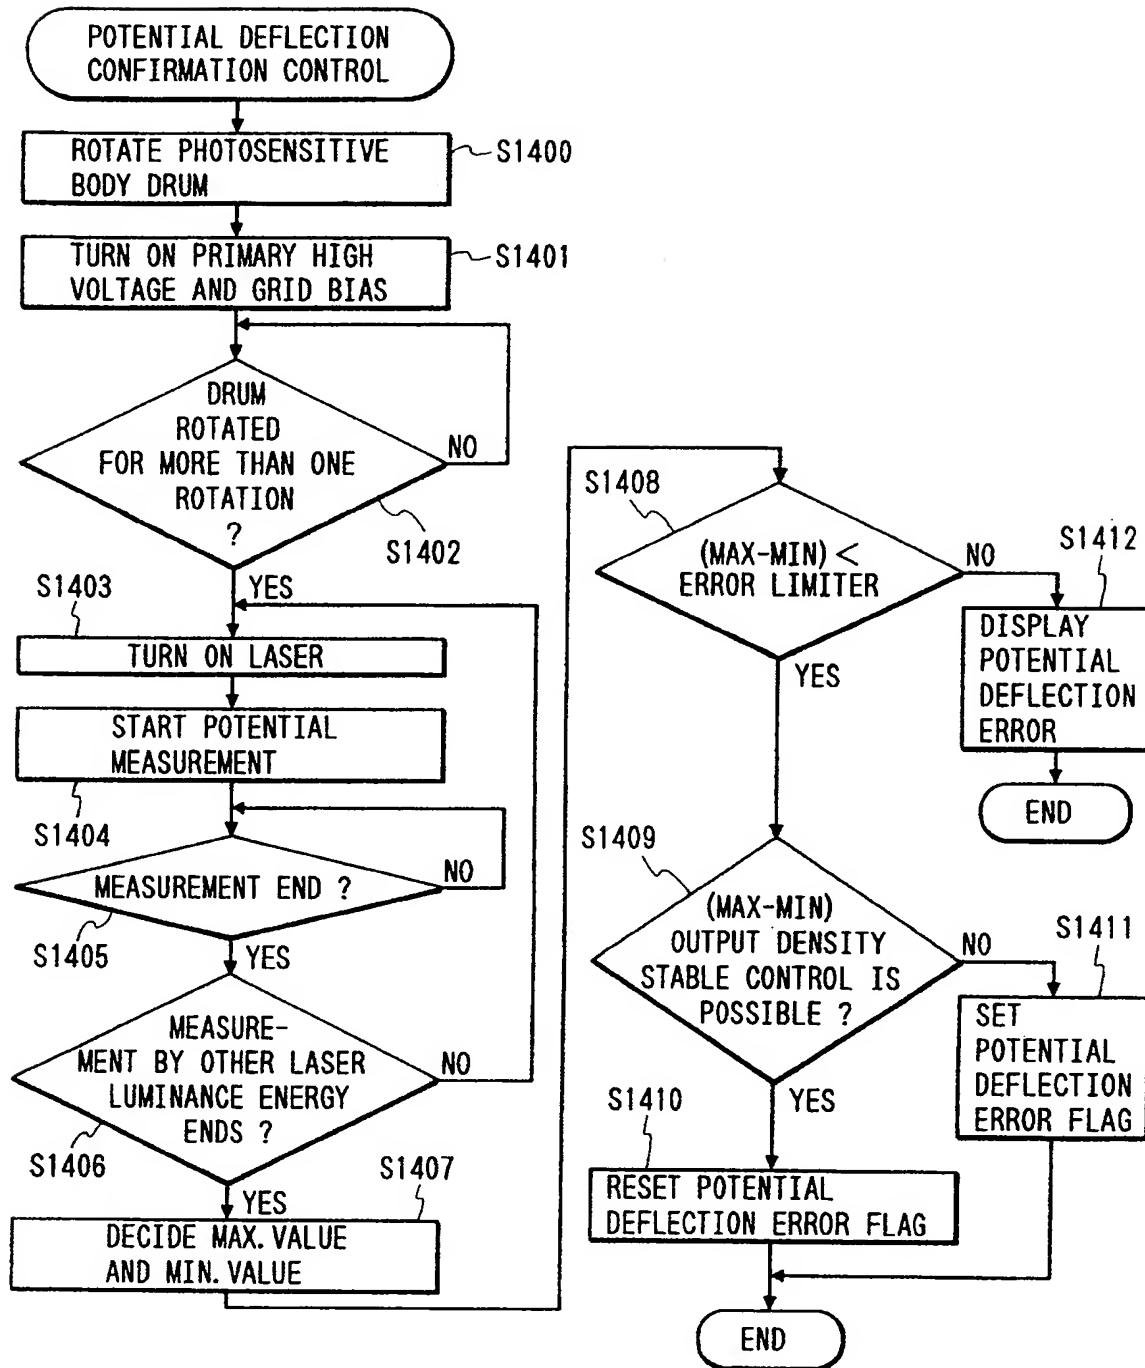 POTENTIAL DEFLECTION
CONFIRMATION CONTROL
ROTATE PHOTOSENSITIVE
BODY DRUM
S1400
TURN ON PRIMARY HIGH
VOLTAGE AND GRID BIAS
S1401
DRUM
ROTATED
FOR MORE THAN ONE
ROTATION
?
NO
S1402
YES
S1403
TURN ON LASER
START POTENTIAL
MEASUREMENT
S1404
MEASUREMENT END ?
NO
S1405
YES
MEASURE-
MENT BY OTHER LASER
LUMINANCE ENERGY
ENDS ?
NO
S1406
YES
S1407
DECIDE MAX. VALUE
AND MIN. VALUE
S1408
(MAX-MIN) <
ERROR LIMITER
NO
S1412
YES
DISPLAY
POTENTIAL
DEFLECTION
ERROR
END
S1409
(MAX-MIN)
OUTPUT DENSITY
STABLE CONTROL IS
POSSIBLE ?
NO
S1411
YES
SET
POTENTIAL
DEFLECTION
ERROR FLAG
S1410
RESET POTENTIAL
DEFLECTION ERROR FLAG
END